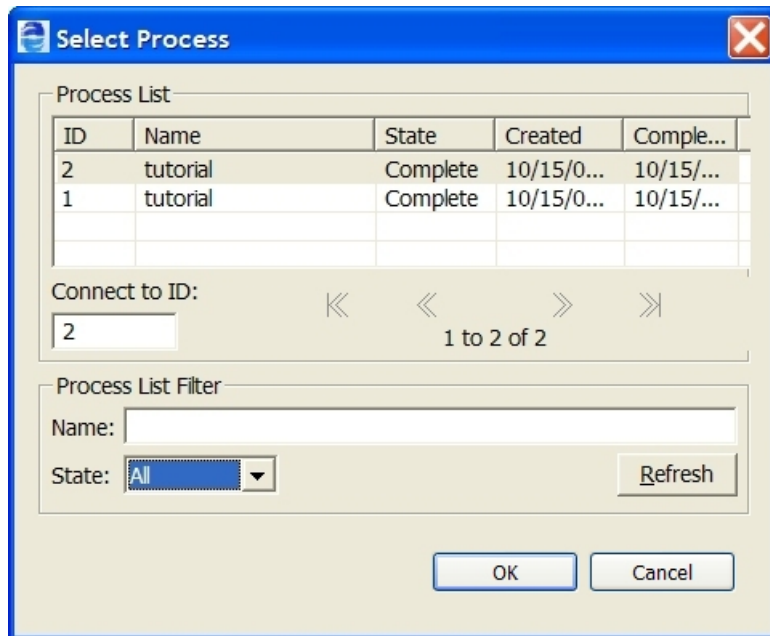 Select Process
Process List
ID Name State Created Comple...
2 tutorial Complete 10/15/0... 10/15/...
1 tutorial Complete 10/15/0... 10/15/...
Connect to ID:
2
1 to 2 of 2
Process List Filter
Name:
State: All Refresh
OK Cancel